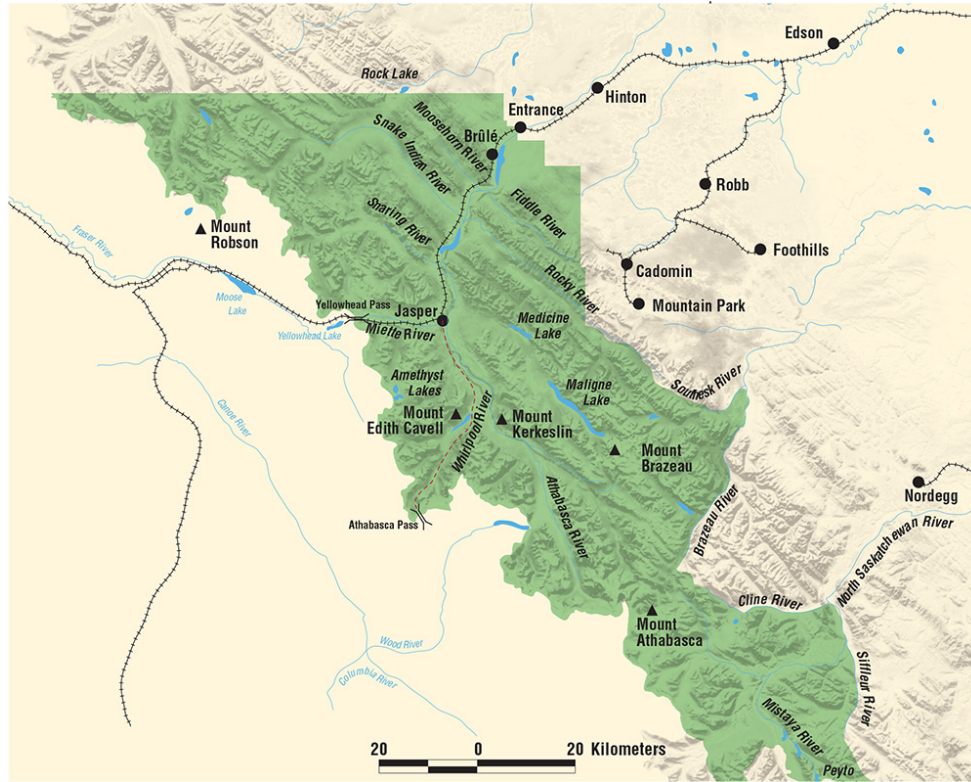 Edson
Rock Lake
Hinton
Entrance
Moosehorn River
Brûlé
Snake Indian River
Robb
Fiddle River
Snaring River
Mount
Robson
Fraser River
Foothills
Rocky River
Cadomin
Moose
Lake
Mountain Park
Yellowhead Pass
Jasper
Medicine
Lake
Miette River
Yellowhead Lake
Southesk River
Amethyst
Lakes
Maligne
Lake
Canoe River
Mount
Edith Cavell
Whirlpool River
Mount
Kerkeslin
Mount
Brazeau
Nordegg
Athabasca Pass
Athabasca River
Brazeau River
North Saskatchewan River
Cline River
Mount
Athabasca
Wood River
Columbia River
Siffleur River
Mistaya River
20 0 20 Kilometers
Peyto